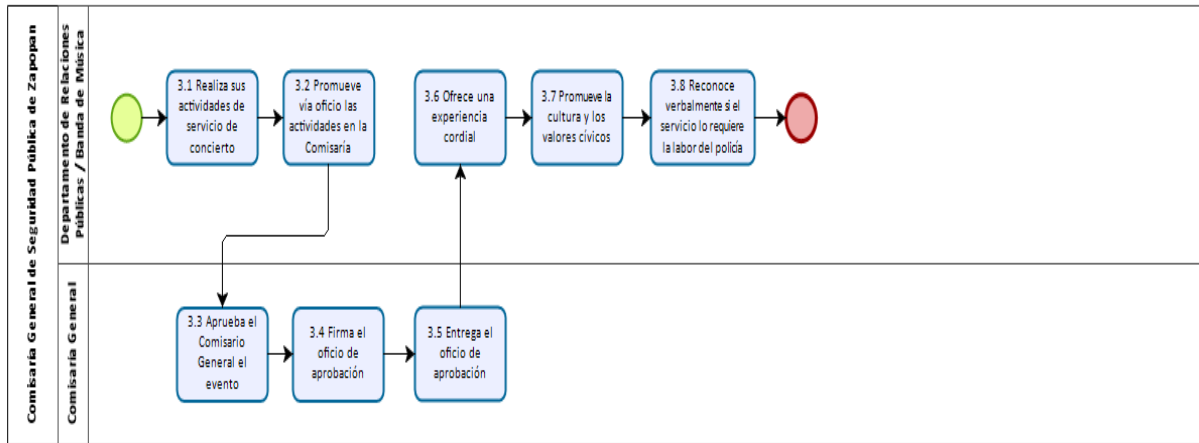 Comisaría General de Seguridad Pública de Zapopan
Departamento de Relaciones
Públicas / Banda de Música
3.1 Realiza sus
actividades de
servicio de
concierto
3.2 Promueve
vía oficio las
actividades en la
Comisaría
3.6 Ofrece una
experiencia
cordial
3.7 Promueve la
cultura y los
valores cívicos
3.8 Reconoce
verbalmente si el
servicio lo requiere
la labor del policía
Comisaría General
3.3 Aprueba el
Comisario
General el
evento
3.4 Firma el
oficio de
aprobación
3.5 Entrega el
oficio de
aprobación